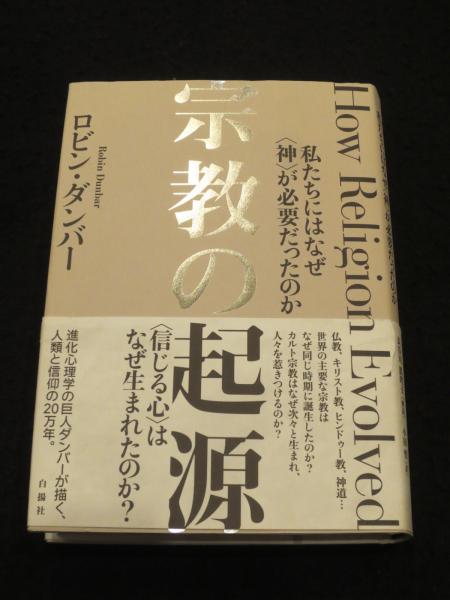 How Religion Evolved
私たちにはなぜ
〈神〉が必要だったのか
宗教の起源
Robin Dunbar
ロビン・ダンバー
仏教、キリスト教、ヒンドゥー教、神道…
世界の主要な宗教は
なぜ同じ時期に誕生したのか?
カルト宗教はなぜ次々と生まれ、
人々を惹きつけるのか?
〈信じる心〉は
なぜ生まれたのか?
進化心理学の巨人ダンバーが描く、
人類と信仰の20万年。
白揚社